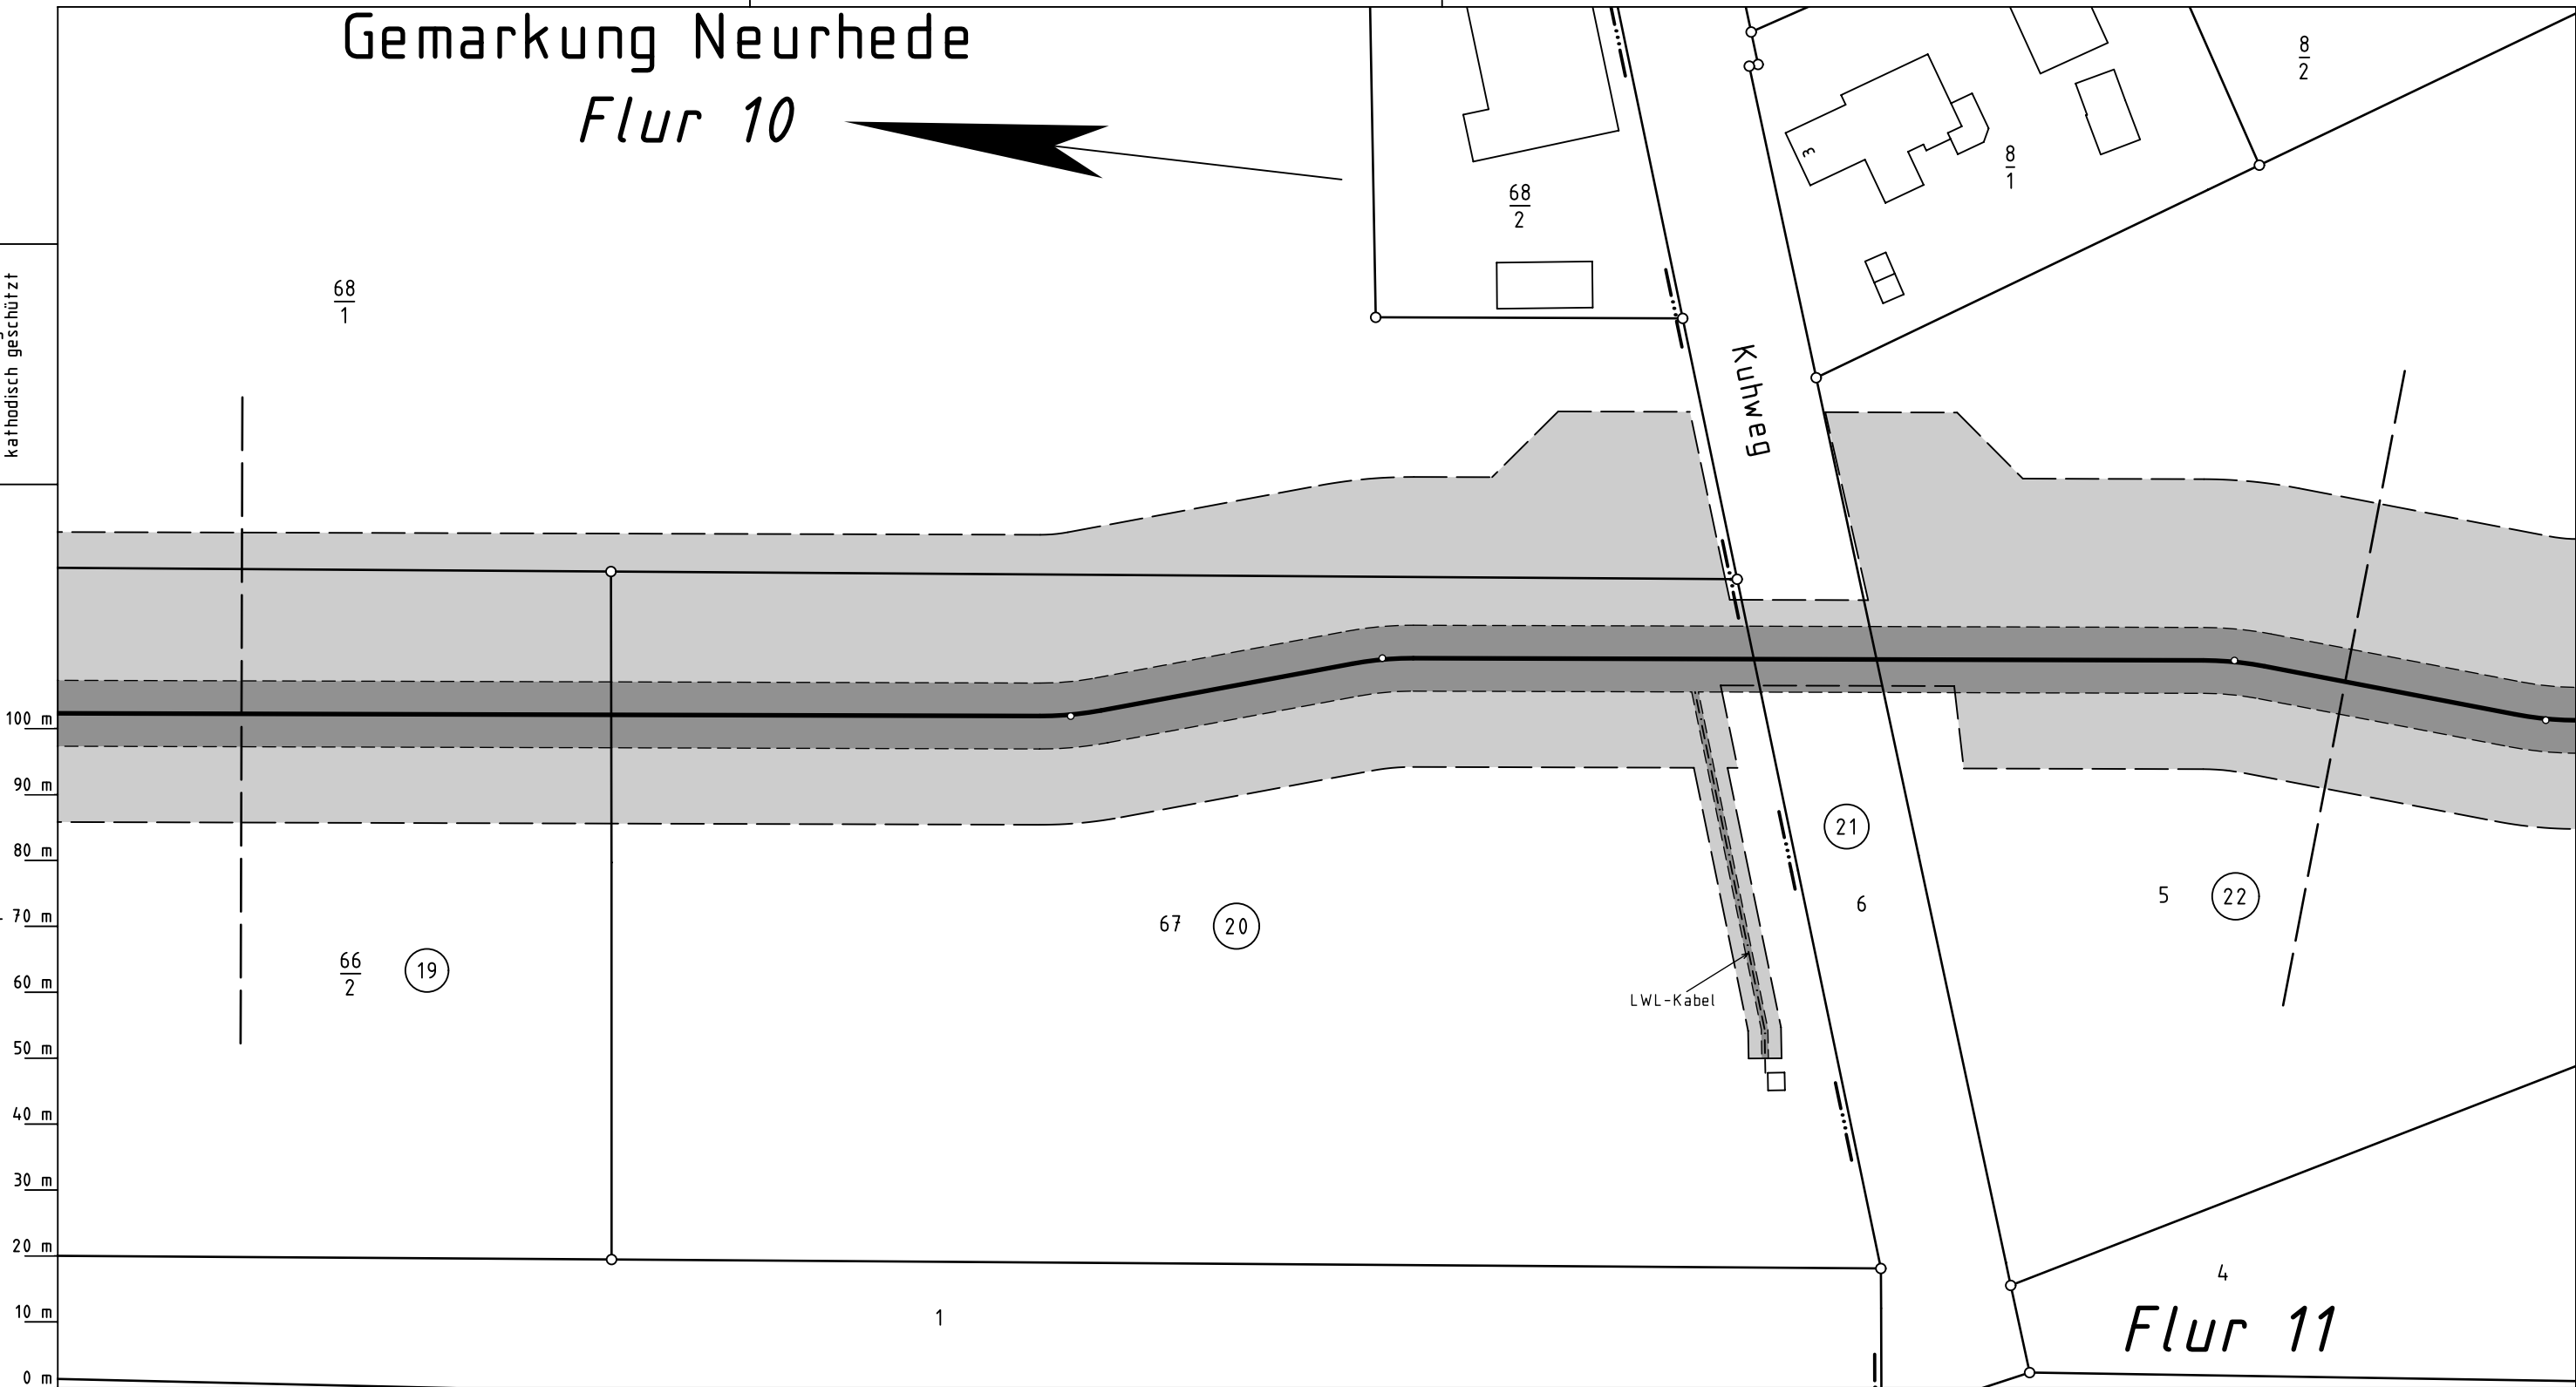 Gemarkung Neurhede
Flur 10
8
2
8
1
3
68
2
68
1
kathodisch geschützt
Kuhweg
100 m
90 m
80 m
70 m
60 m
50 m
40 m
30 m
20 m
10 m
0 m
21
6
5
22
67
20
66
2
19
LWL-Kabel
4
1
Flur 11